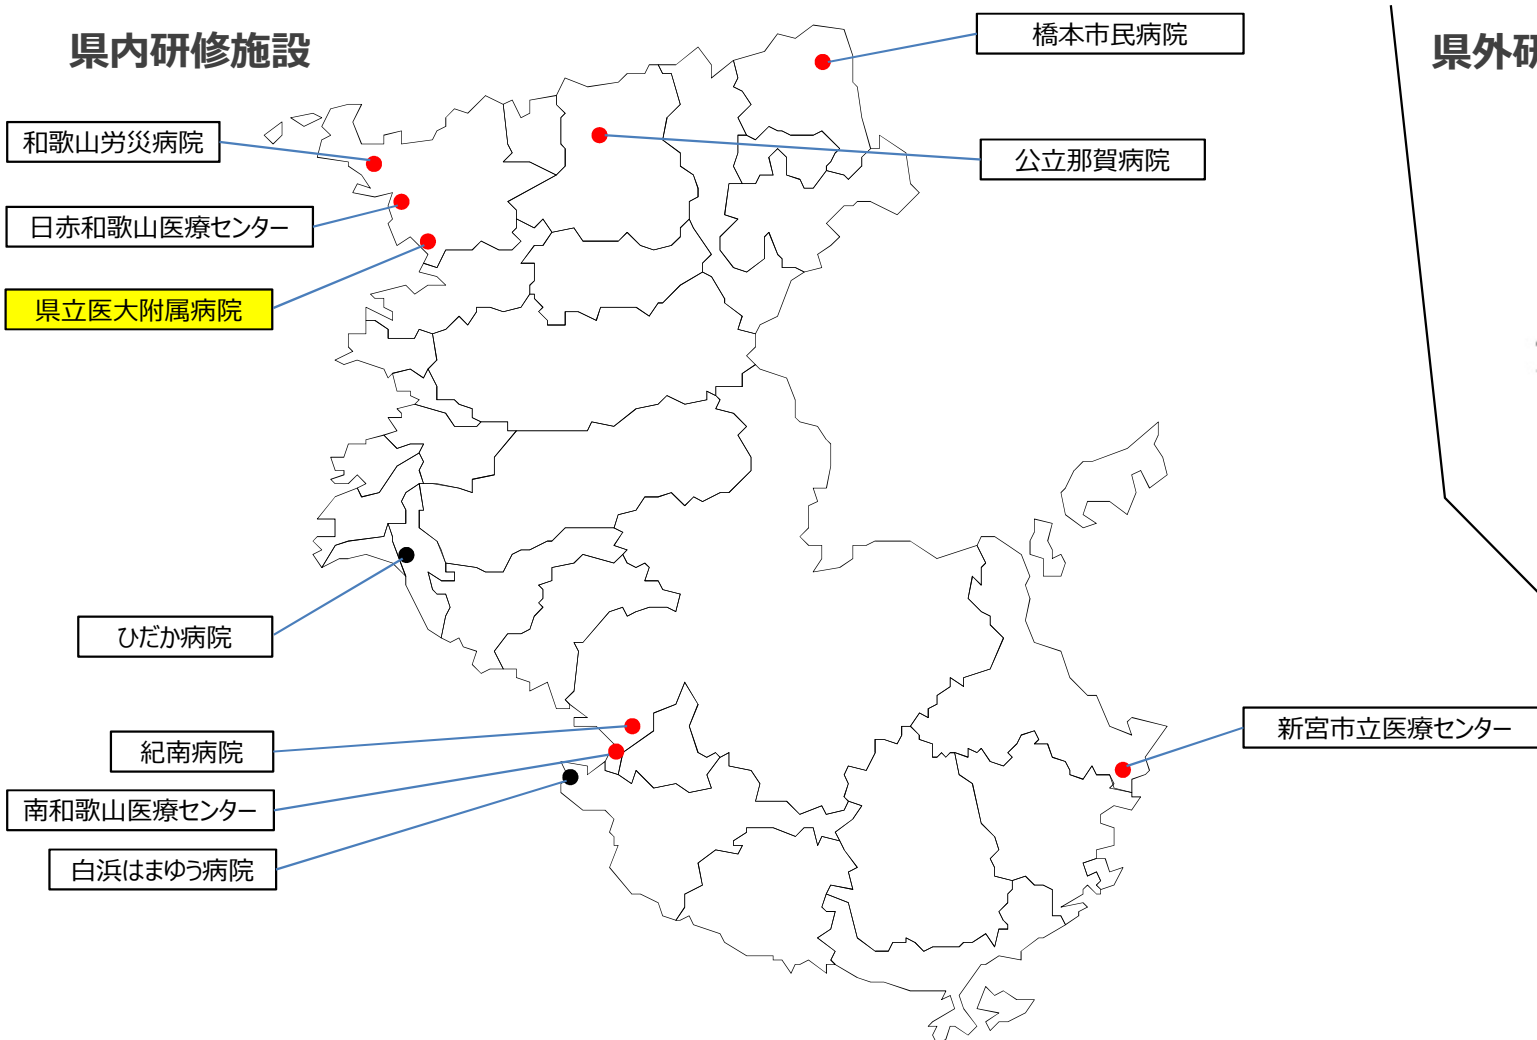 県内研修施設
県外研
橋本市民病院
和歌山労災病院
公立那賀病院
日赤和歌山医療センター
県立医大附属病院
ひだか病院
紀南病院
新宮市立医療センター
南和歌山医療センター
白浜はまゆう病院